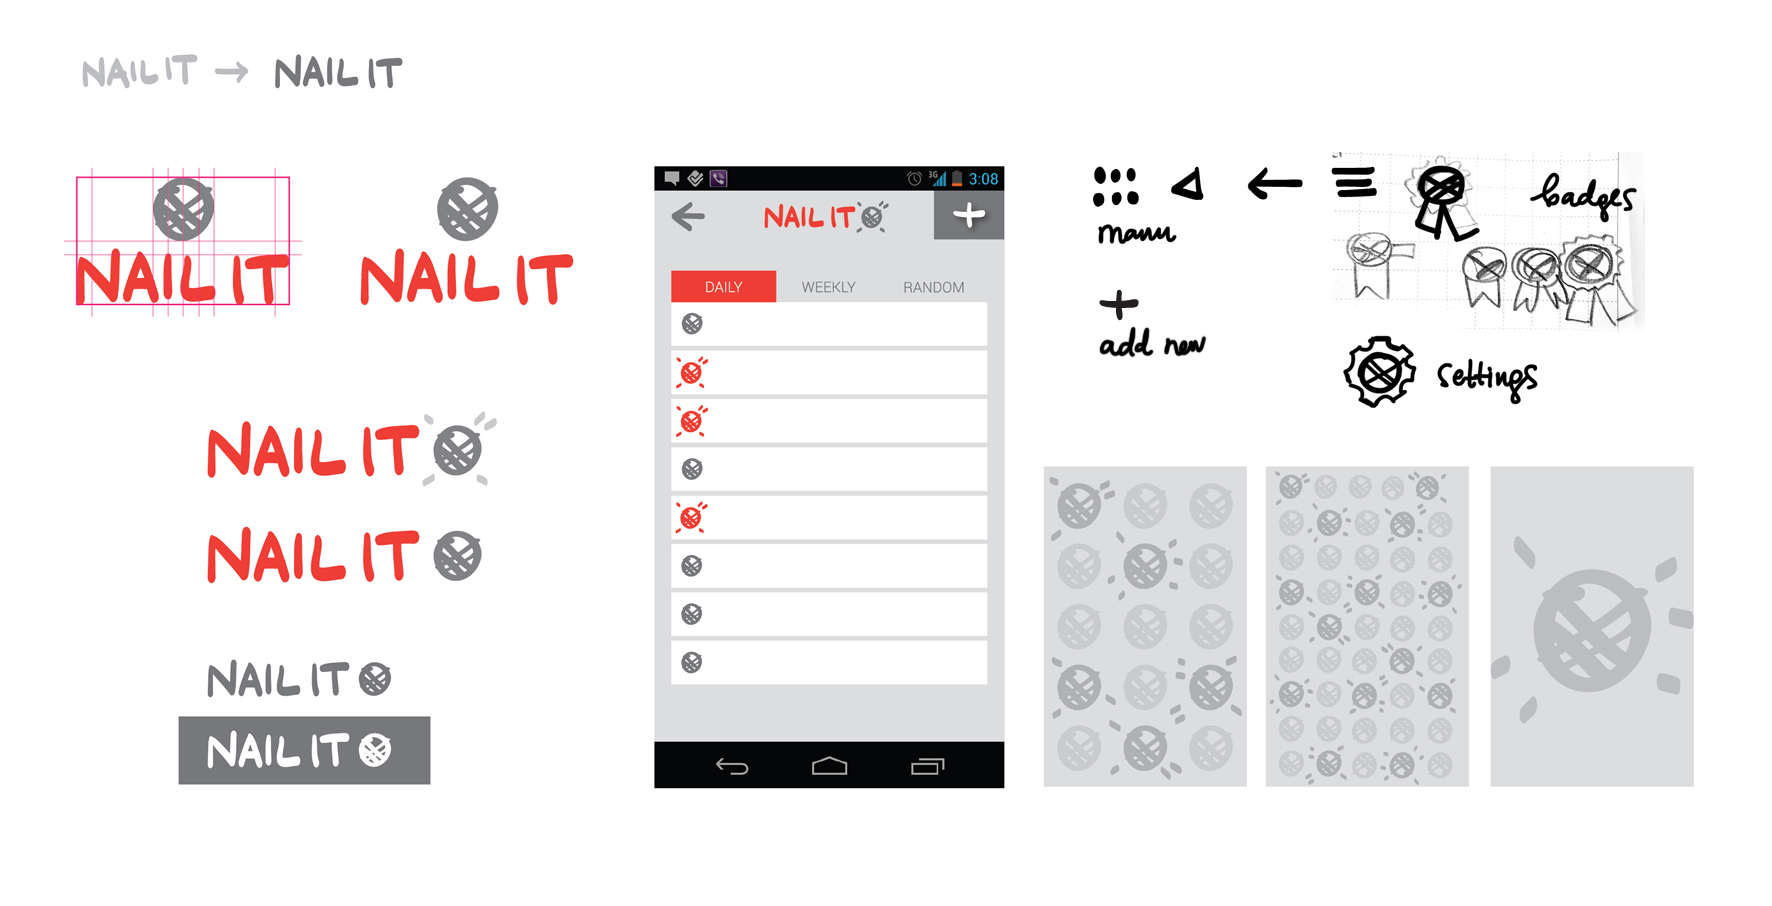 NAIL IT → NAIL IT
NAIL IT
NAIL IT
NAIL IT
NAIL IT
NAIL IT
NAIL IT
3G 3:08
NAIL IT +
DAILY WEEKLY RANDOM
manu
+
add new
badges
settings